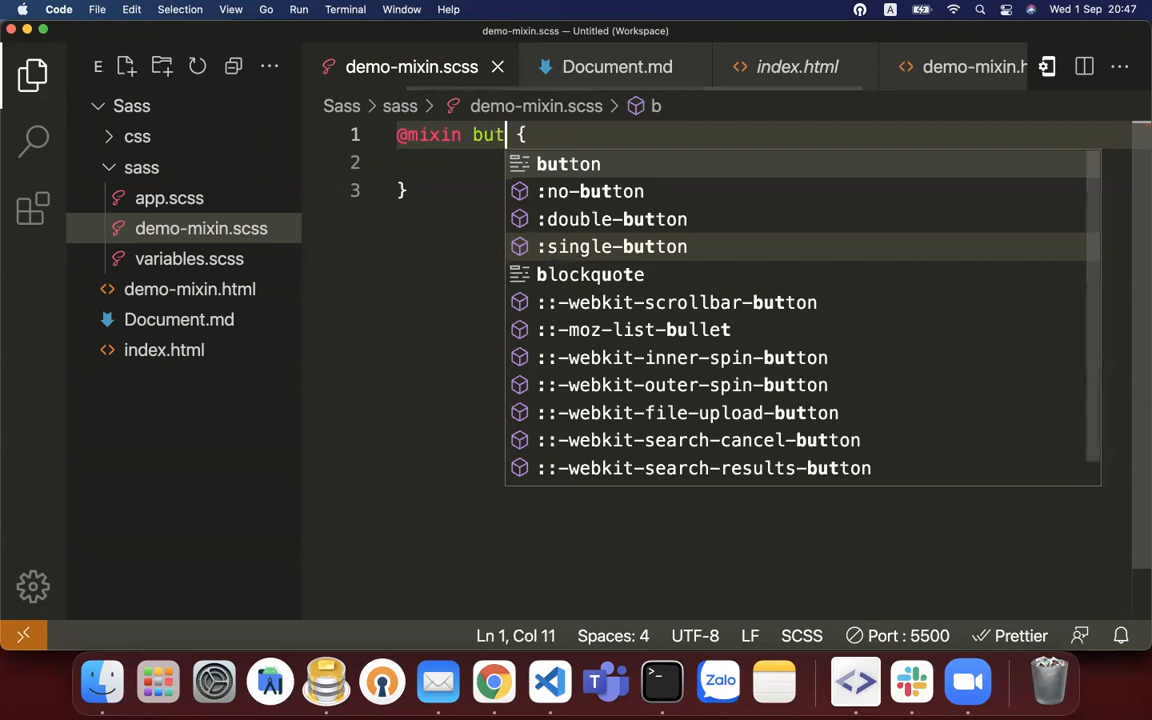 Code File Edit Selection View Go Run Terminal Window Help A Wed 1 Sep 20:47
demo-mixin.scss — Untitled (Workspace)
E
demo-mixin.scss Document.md index.html demo-mixin.h
Sass
Sass > sass > demo-mixin.scss > b
css
1 @mixin but {
sass
2
button
app.scss
3 }
:no-button
demo-mixin.scss
:double-button
:single-button
variables.scss
blockquote
demo-mixin.html
::-webkit-scrollbar-button
Document.md
::-moz-list-bullet
index.html
::-webkit-inner-spin-button
::-webkit-outer-spin-button
::-webkit-file-upload-button
::-webkit-search-cancel-button
::-webkit-search-results-button
Ln 1, Col 11 Spaces: 4 UTF-8 LF SCSS Port : 5500 Prettier
Zalo